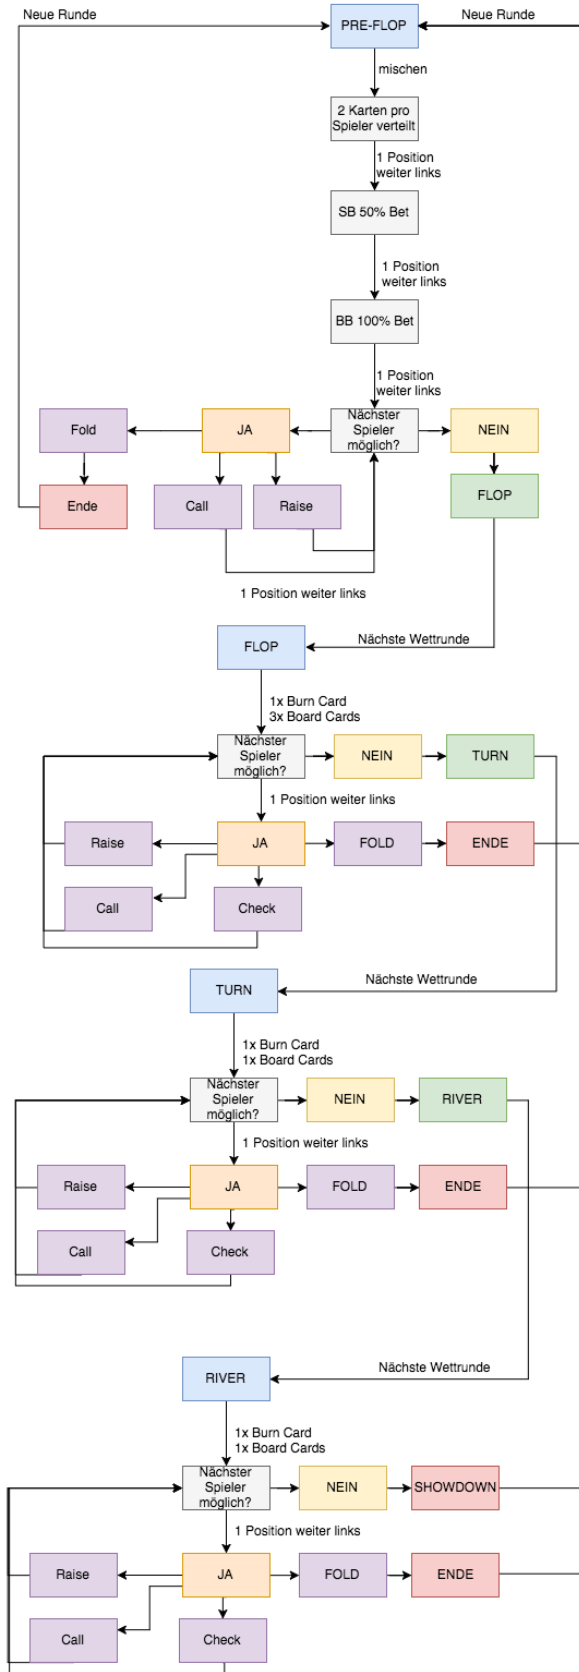 Neue Runde
PRE-FLOP
Neue Runde
mischen
2 Karten pro
Spieler verteilt
1 Position
weiter links
SB 50% Bet
1 Position
weiter links
BB 100% Bet
1 Position
weiter links
Fold
JA
Nächster
Spieler
möglich?
NEIN
Ende
Call
Raise
FLOP
1 Position weiter links
FLOP
Nächste Wettrunde
1x Burn Card
3x Board Cards
Nächster
Spieler
möglich?
NEIN
TURN
1 Position weiter links
Raise
JA
FOLD
ENDE
Call
Check
TURN
Nächste Wettrunde
1x Burn Card
1x Board Cards
Nächster
Spieler
möglich?
NEIN
RIVER
1 Position weiter links
Raise
JA
FOLD
ENDE
Call
Check
RIVER
Nächste Wettrunde
1x Burn Card
1x Board Cards
Nächster
Spieler
möglich?
NEIN
SHOWDOWN
1 Position weiter links
Raise
JA
FOLD
ENDE
Call
Check